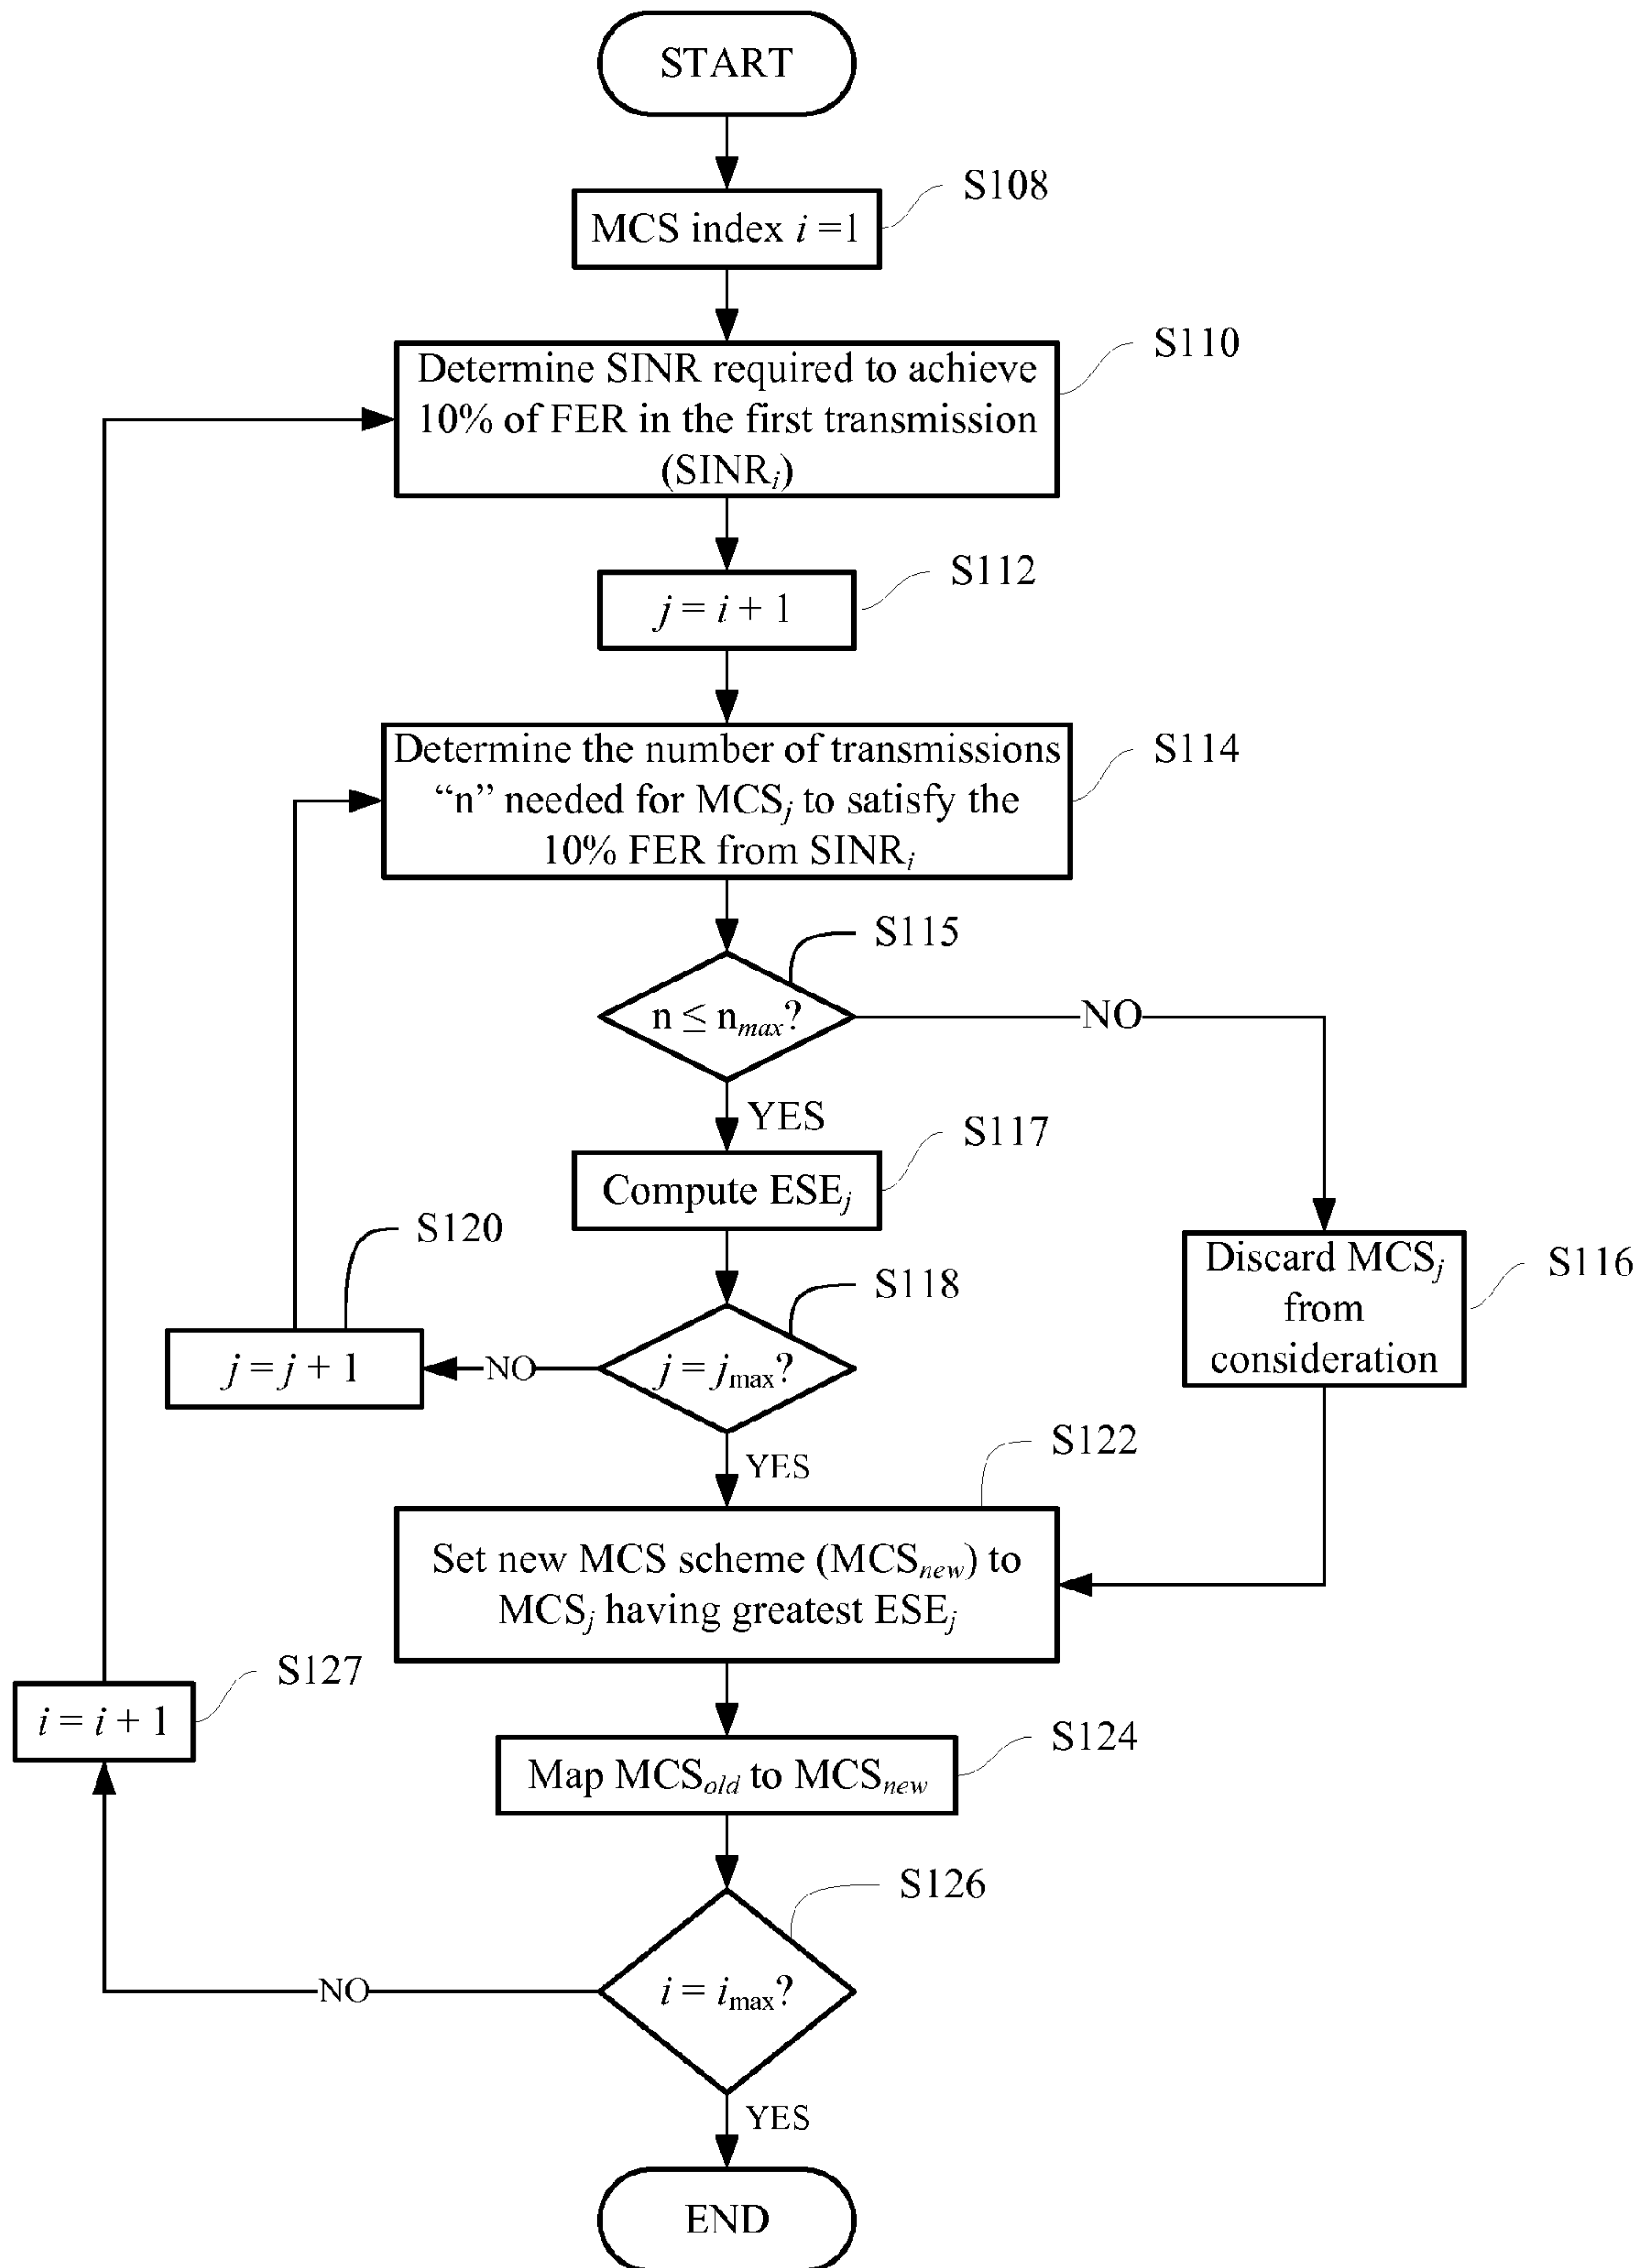 START
S108
MCS index i =1
S110
Determine SINR required to achieve
10% of FER in the first transmission
(SINRi)
S112
j = i + 1
Determine the number of transmissions
S114
“n” needed for MCSj to satisfy the
10% FER from SINRi
S115
n ≤ nmax?
NO
YES
S117
Compute ESEj
S120
S118
Discard MCSj
S116
from
consideration
j = j + 1
NO
j = jmax?
YES
S122
Set new MCS scheme (MCSnew) to
MCSj having greatest ESEj
S127
i = i + 1
S124
Map MCSold to MCSnew
S126
NO
i = imax?
YES
END